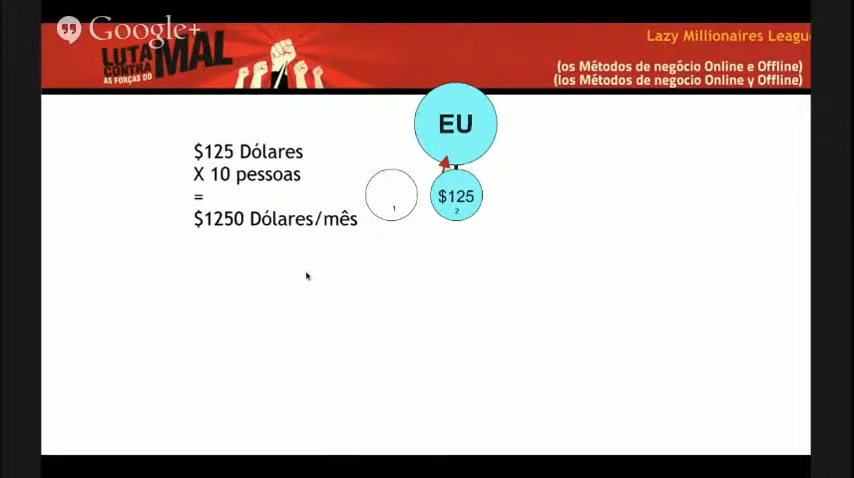 Google+
Lazy Millionaires League
LUTA
CONTRA
AS FORÇAS DO
MAL
(os Métodos de negócio Online e Offline)
(los Métodos de negocio Online y Offline)
EU
$125 Dólares
X 10 pessoas
=
$1250 Dólares/mês
1
$125
2